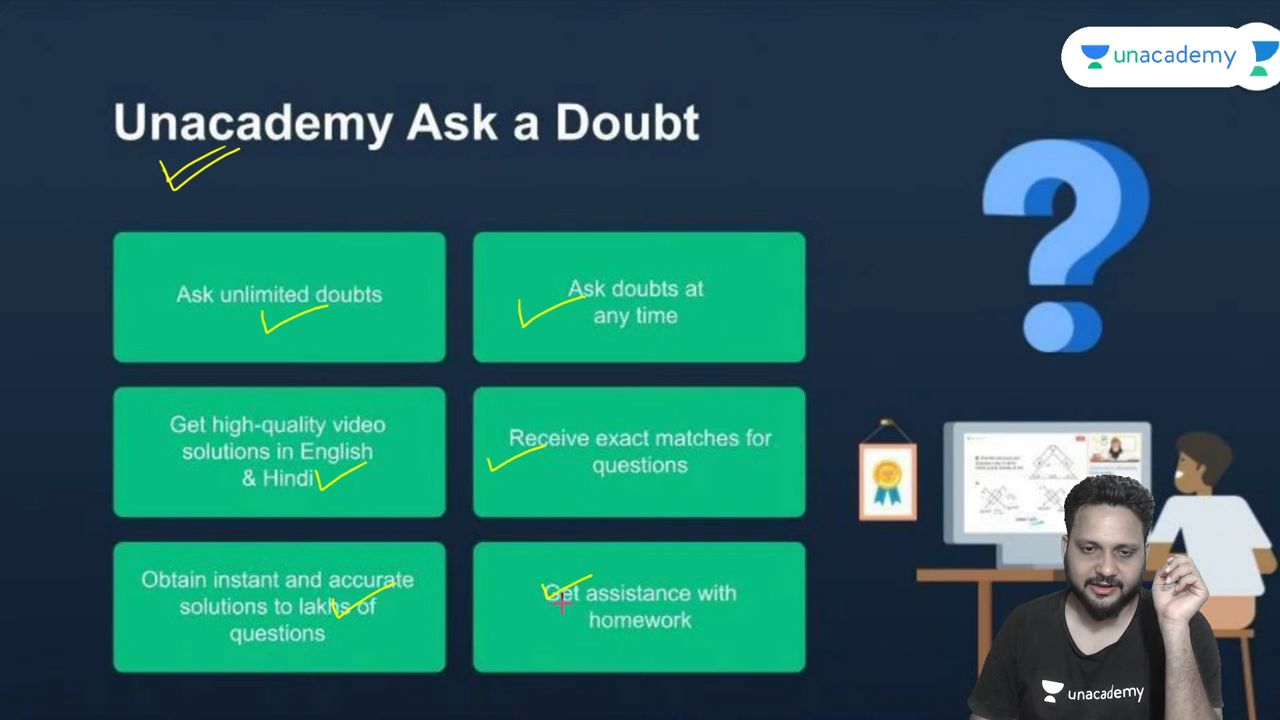 unacademy
Unacademy Ask a Doubt
Ask unlimited doubts
Ask doubts at
any time
Get high-quality video
solutions in English
& Hindi
Receive exact matches for
questions
Obtain instant and accurate
solutions to lakhs of
questions
Get assistance with
homework
unacademy